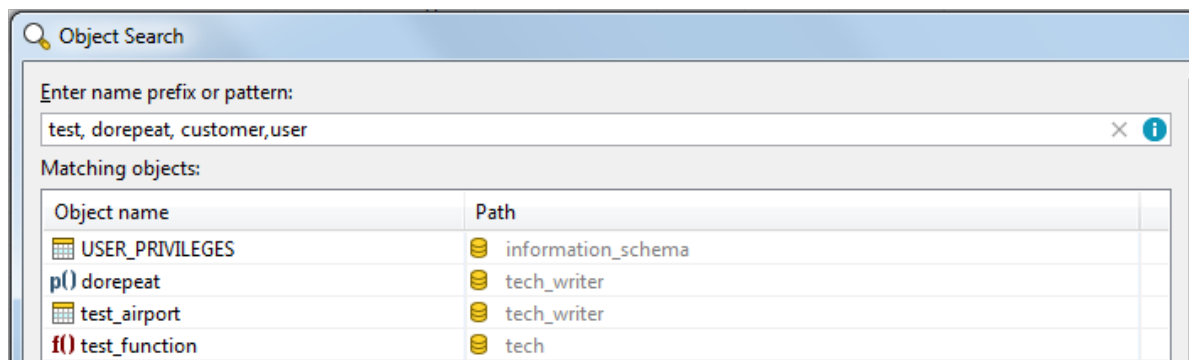 Object Search
Enter name prefix or pattern:
test, dorepeat, customer,user
Matching objects:
Object name Path
USER_PRIVILEGES information_schema
p() dorepeat tech_writer
test_airport tech_writer
f() test_function tech